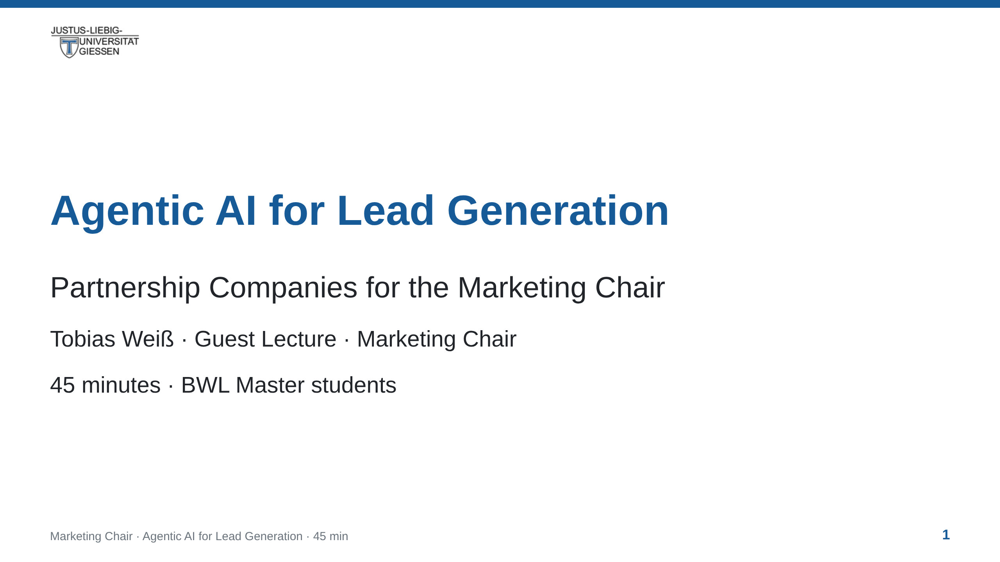 JUSTUS-LIEBIG-
UNIVERSITÄT
GIESSEN
Agentic AI for Lead Generation
Partnership Companies for the Marketing Chair
Tobias Weiß · Guest Lecture · Marketing Chair
45 minutes · BWL Master students
Marketing Chair · Agentic AI for Lead Generation · 45 min
1